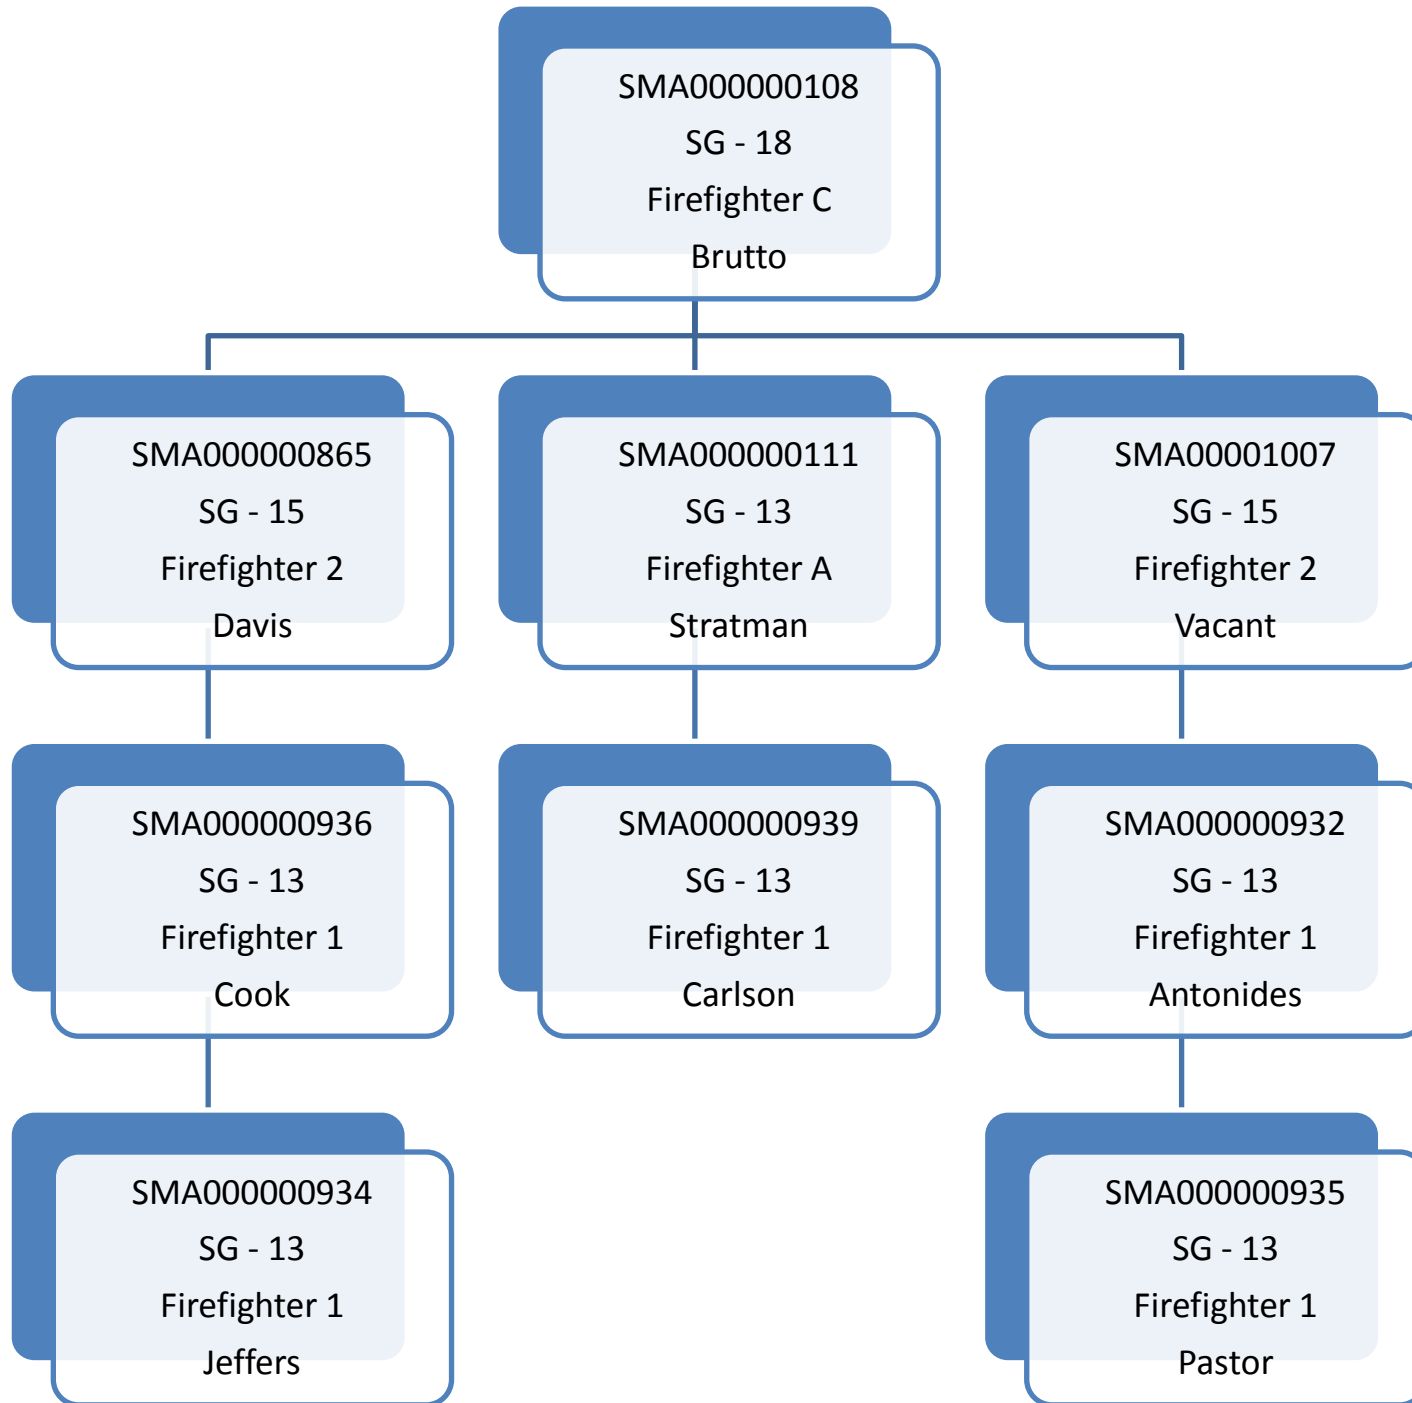 SMA000000108
SG - 18
Firefighter C
Brutto
SMA000000865
SG - 15
Firefighter 2
Davis
SMA000000111
SG - 13
Firefighter A
Stratman
SMA00001007
SG - 15
Firefighter 2
Vacant
SMA000000936
SG - 13
Firefighter 1
Cook
SMA000000939
SG - 13
Firefighter 1
Carlson
SMA000000932
SG - 13
Firefighter 1
Antonides
SMA000000934
SG - 13
Firefighter 1
Jeffers
SMA000000935
SG - 13
Firefighter 1
Pastor